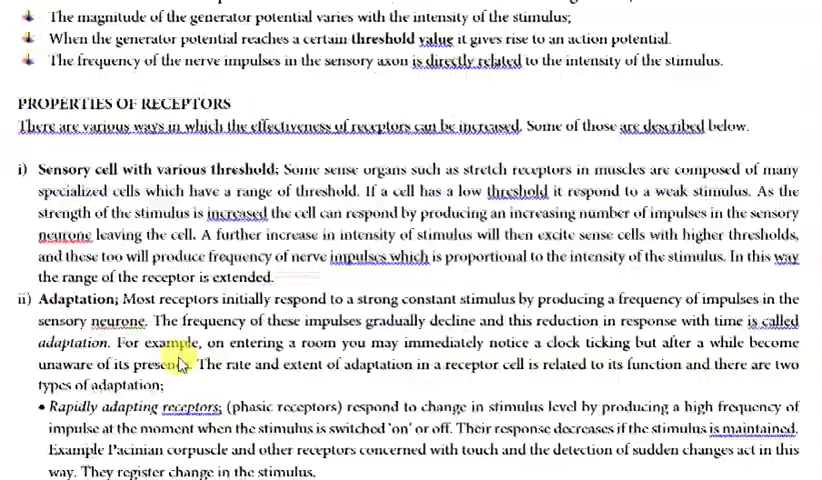 The magnitude of the generator potential varies with the intensity of the stimulus;
When the generator potential reaches a certain threshold value it gives rise to an action potential.
The frequency of the nerve impulses in the sensory axon is directly related to the intensity of the stimulus.
PROPERTIES OF RECEPTORS
There are various ways in which the effectiveness of receptors can be increased. Some of those are described below.
i) Sensory cell with various threshold; Some sense organs such as stretch receptors in muscles are composed of many
specialized cells which have a range of threshold. If a cell has a low threshold it respond to a weak stimulus. As the
strength of the stimulus is increased the cell can respond by producing an increasing number of impulses in the sensory
neurone leaving the cell. A further increase in intensity of stimulus will then excite sense cells with higher thresholds,
and these too will produce frequency of nerve impulses which is proportional to the intensity of the stimulus. In this way
the range of the receptor is extended.
ii) Adaptation; Most receptors initially respond to a strong constant stimulus by producing a frequency of impulses in the
sensory neurone. The frequency of these impulses gradually decline and this reduction in response with time is called
adaptation. For example, on entering a room you may immediately notice a clock ticking but after a while become
unaware of its The rate and extent of adaptation in a receptor cell is related to its function and there are two
types of adaptation;
• Rapidly adapting receptors; (phasic receptors) respond to change in stimulus level by producing a high frequency of
impulse at the moment when the stimulus is switched 'on' or off. Their response decreases if the stimulus is maintained.
Example Pacinian corpuscle and other receptors concerned with touch and the detection of sudden changes act in this
way. They register change in the stimulus.